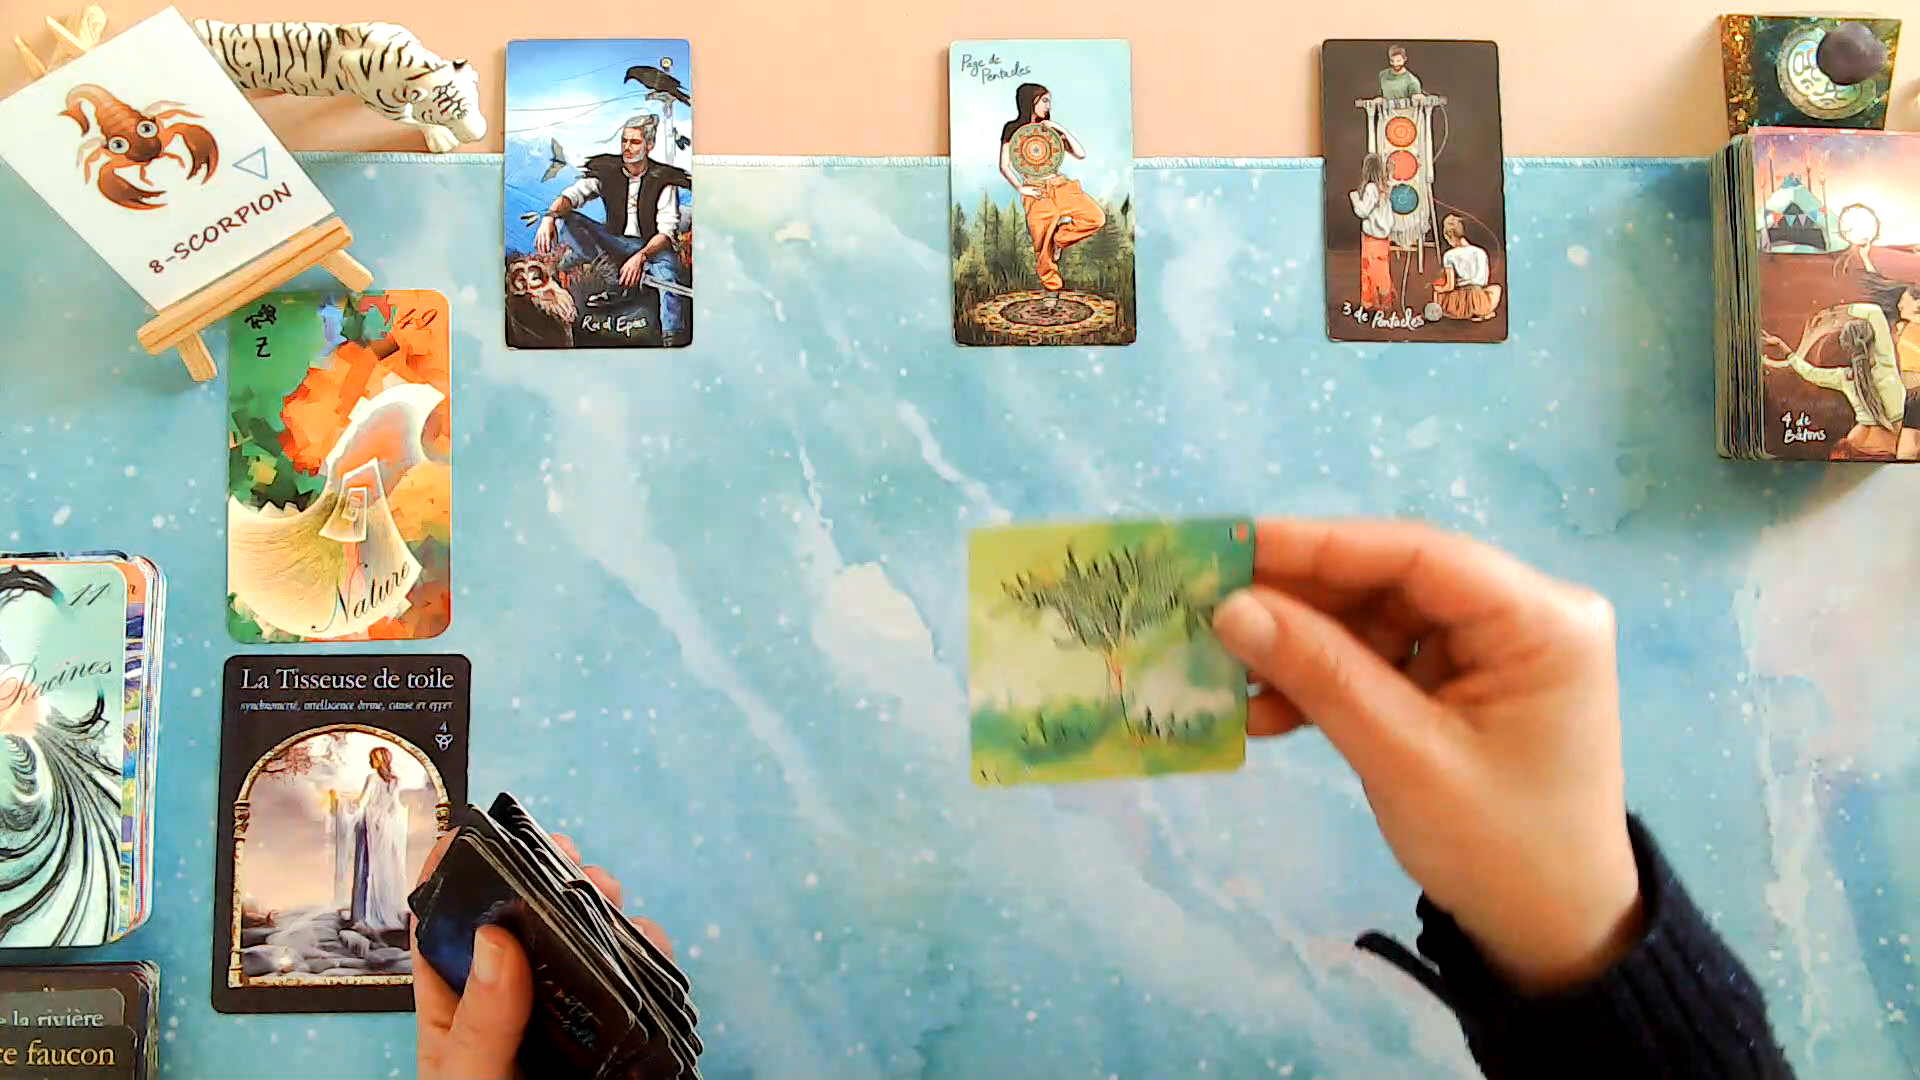 8-SCORPION
Roi d'Epées
Page de
Pentacles
3 de Pentacles
4 de
Bâtons
49
Z
Nature
11
Racines
La Tisseuse de toile
synchronicité, intelligence divine, cause et effet
4
la rivière
ce faucon